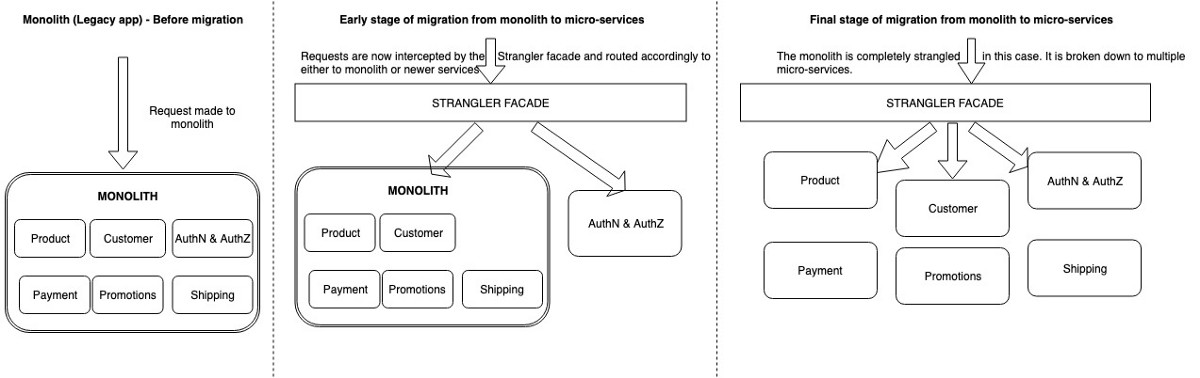 Monolith (Legacy app) - Before migration
Request made to
monolith
MONOLITH
Product
Customer
AuthN & AuthZ
Payment
Promotions
Shipping
Early stage of migration from monolith to micro-services
Requests are now intercepted by the Strangler facade and routed accordingly to
either to monolith or newer services
STRANGLER FACADE
MONOLITH
Product
Customer
Payment
Promotions
Shipping
AuthN & AuthZ
Final stage of migration from monolith to micro-services
The monolith is completely strangled in this case. It is broken down to multiple
micro-services.
STRANGLER FACADE
Product
Customer
AuthN & AuthZ
Payment
Promotions
Shipping